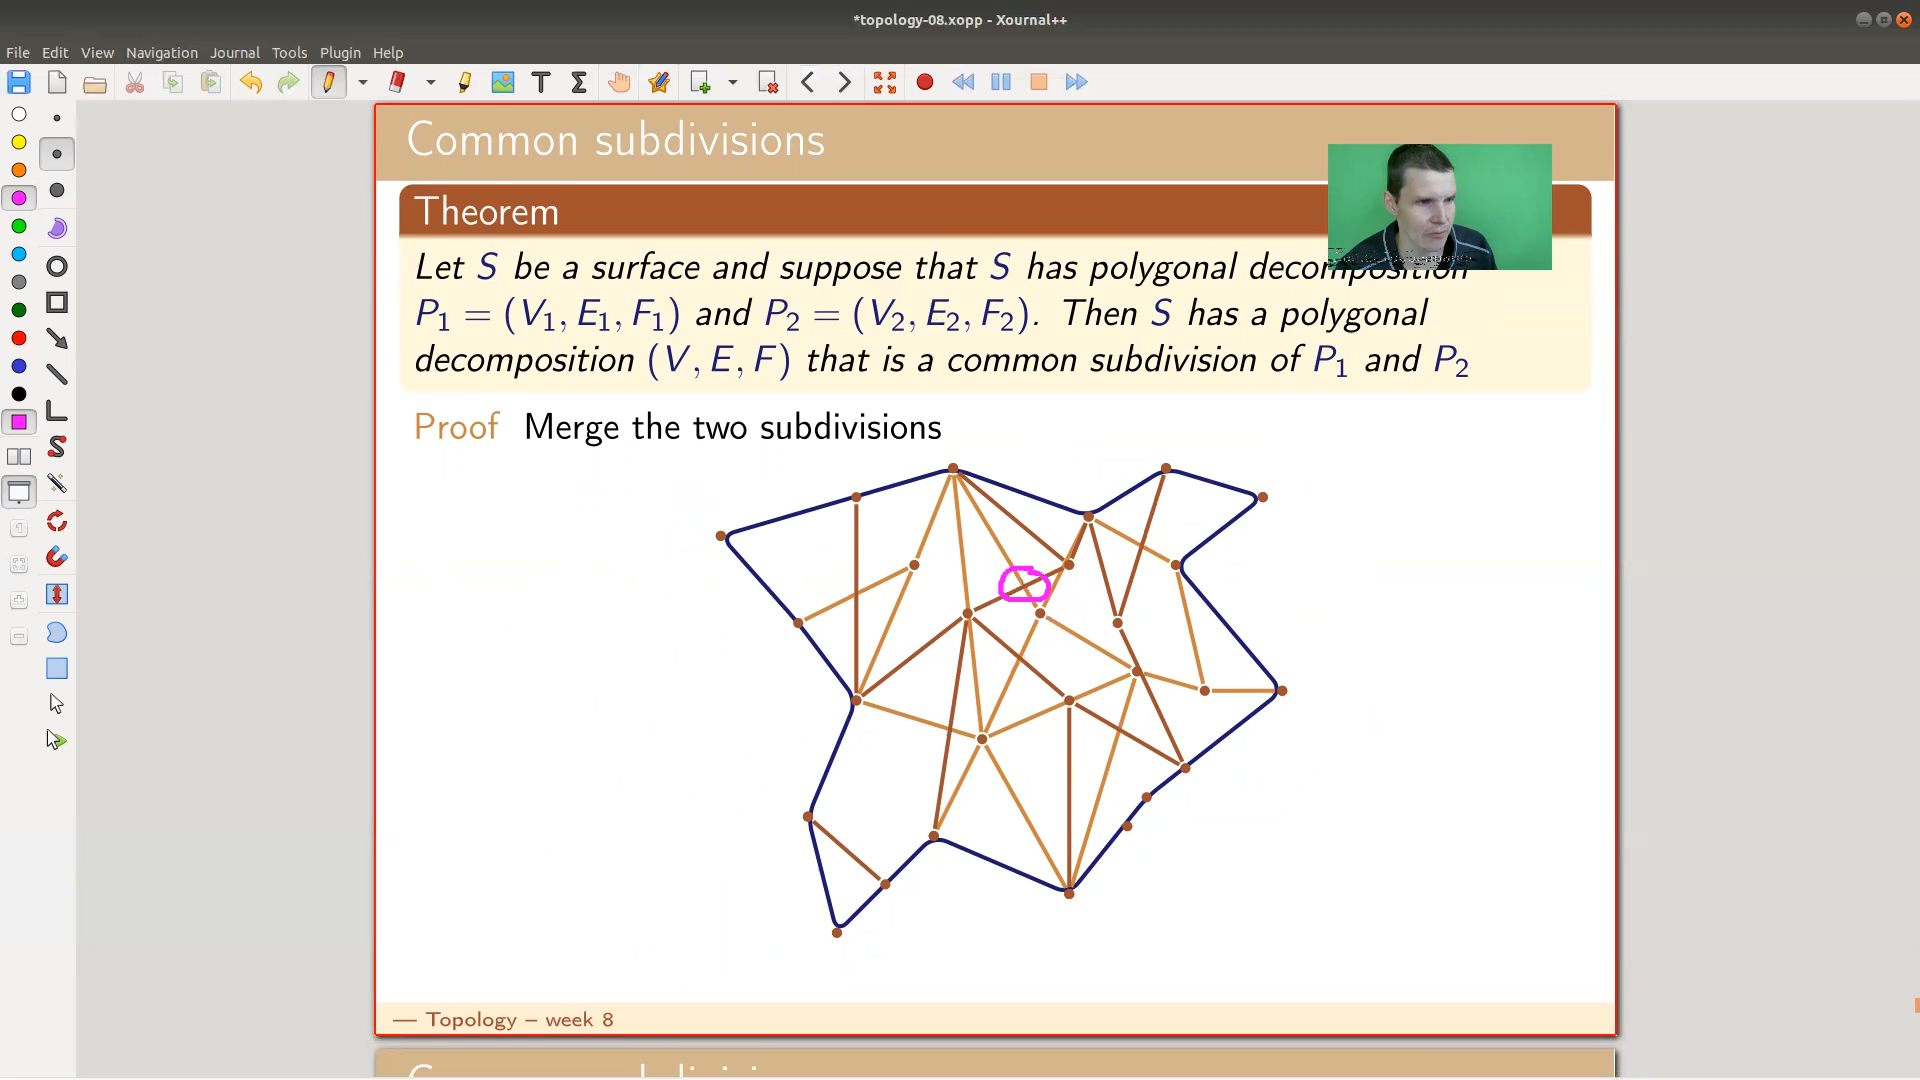 *topology-08.xopp - Xournal++
File Edit View Navigation Journal Tools Plugin Help
Common subdivisions
Theorem
Let S be a surface and suppose that S has polygonal decomposition
P₁ = (V₁, E₁, F₁) and P₂ = (V₂, E₂, F₂). Then S has a polygonal
decomposition (V, E, F) that is a common subdivision of P₁ and P₂
Proof Merge the two subdivisions
— Topology – week 8